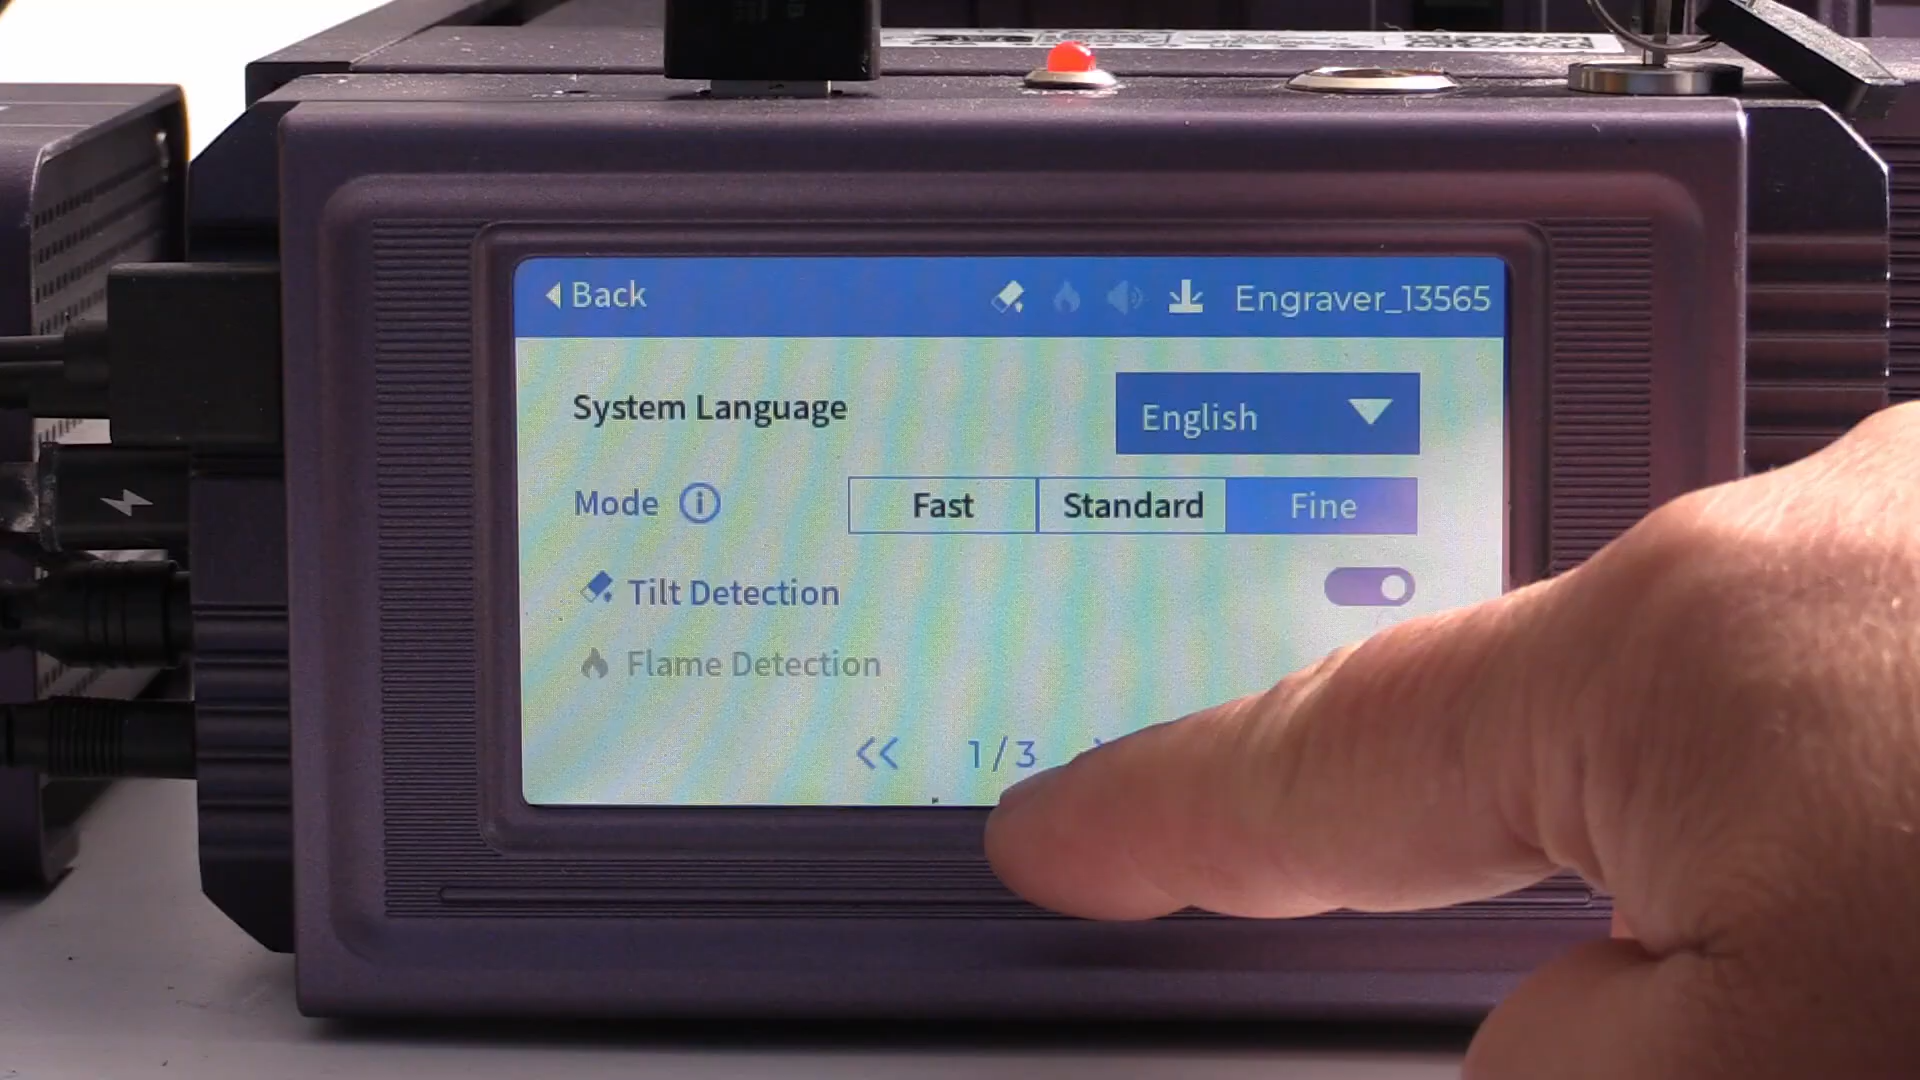 Back
Engraver_13565
System Language
English
Mode
Fast
Standard
Fine
Tilt Detection
Flame Detection
1/3